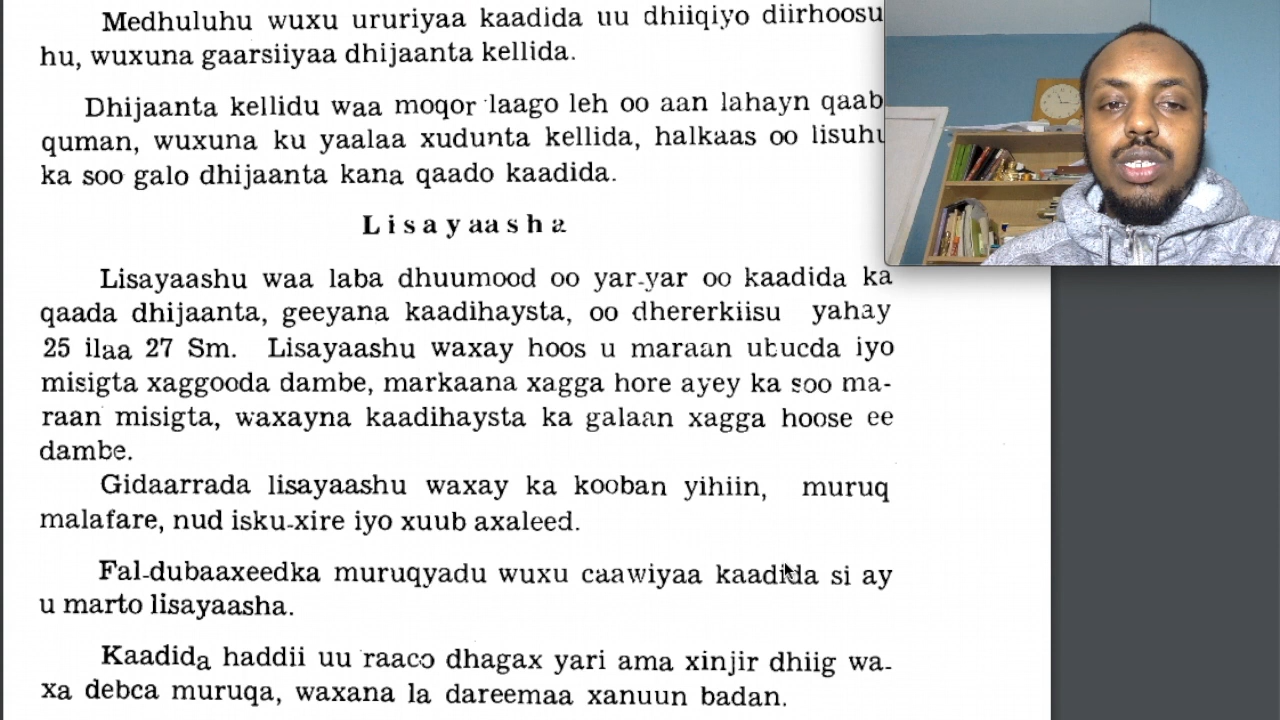 Medhuluhu wuxu ururiyaa kaadida uu dhiiqiyo diirhoosu
hu, wuxuna gaarsiiyaa dhijaanta kellida.
Dhijaanta kellidu waa moqor laago leh oo aan lahayn qaab
quman, wuxuna ku yaalaa xudunta kellida, halkaas oo lisuhu
ka soo galo dhijaanta kana qaado kaadida.
Lisayaasha
Lisayaashu waa laba dhuumood oo yar-yar oo kaadida ka
qaada dhijaanta, geeyana kaadihaysta, oo dhererkiisu yahay
25 ilaa 27 Sm. Lisayaashu waxay hoos u maraan ubucda iyo
misigta xaggooda dambe, markaana xagga hore ayey ka soo ma-
raan misigta, waxayna kaadihaysta ka galaan xagga hoose ee
dambe.
Gidaarrada lisayaashu waxay ka kooban yihiin, muruq
malafare, nud isku-xire iyo xuub axaleed.
Fal-dubaaxeedka muruqyadu wuxu caawiyaa kaadida si ay
u marto lisayaasha.
Kaadida haddii uu raaco dhagax yari ama xinjir dhiig wa-
xa debca muruqa, waxana la dareemaa xanuun badan.